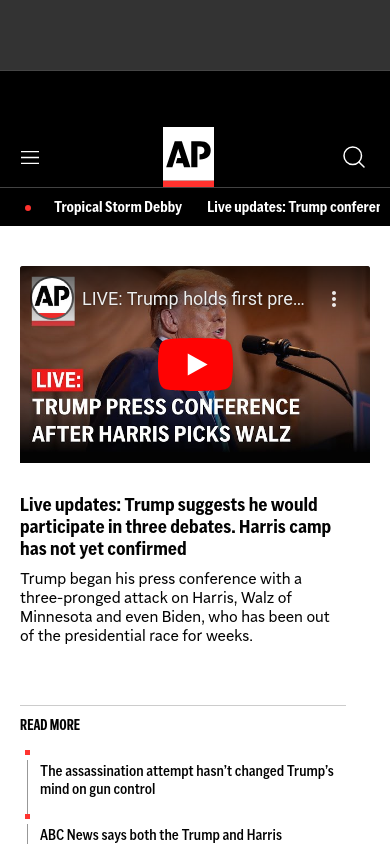 AP
Tropical Storm Debby Live updates: Trump conferer
AP LIVE: Trump holds first pre...
LIVE:
TRUMP PRESS CONFERENCE
AFTER HARRIS PICKS WALZ
Live updates: Trump suggests he would
participate in three debates. Harris camp
has not yet confirmed
Trump began his press conference with a
three-pronged attack on Harris, Walz of
Minnesota and even Biden, who has been out
of the presidential race for weeks.
READ MORE
The assassination attempt hasn’t changed Trump’s
mind on gun control
ABC News says both the Trump and Harris